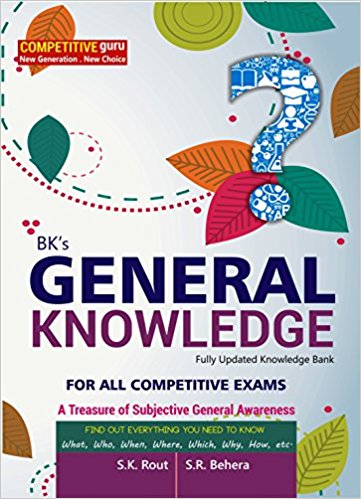 COMPETITIVE guru
New Generation . New Choice
BK's
GENERAL
KNOWLEDGE
Fully Updated Knowledge Bank
FOR ALL COMPETITIVE EXAMS
A Treasure of Subjective General Awareness
FIND OUT EVERYTHING YOU NEED TO KNOW
What, Who, When, Where, Which, Why, How, etc-
S.K. Rout S.R. Behera